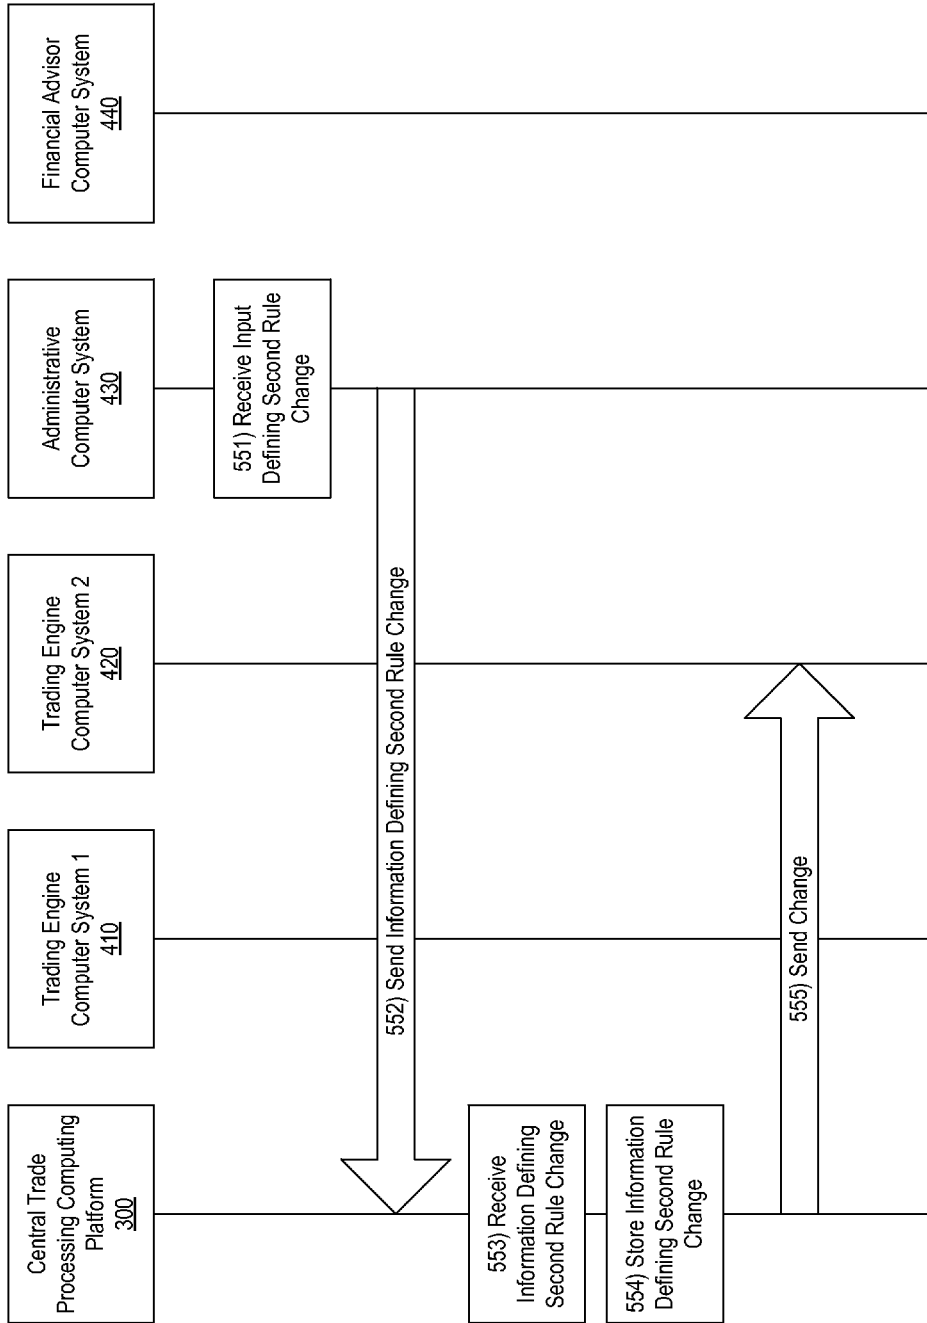 Central Trade
Processing Computing
Platform
300
Trading Engine
Computer System 1
410
Trading Engine
Computer System 2
420
Administrative
Computer System
430
Financial Advisor
Computer System
440
551) Receive Input
Defining Second Rule
Change
552) Send Information Defining Second Rule Change
553) Receive
Information Defining
Second Rule Change
554) Store Information
Defining Second Rule
Change
555) Send Change